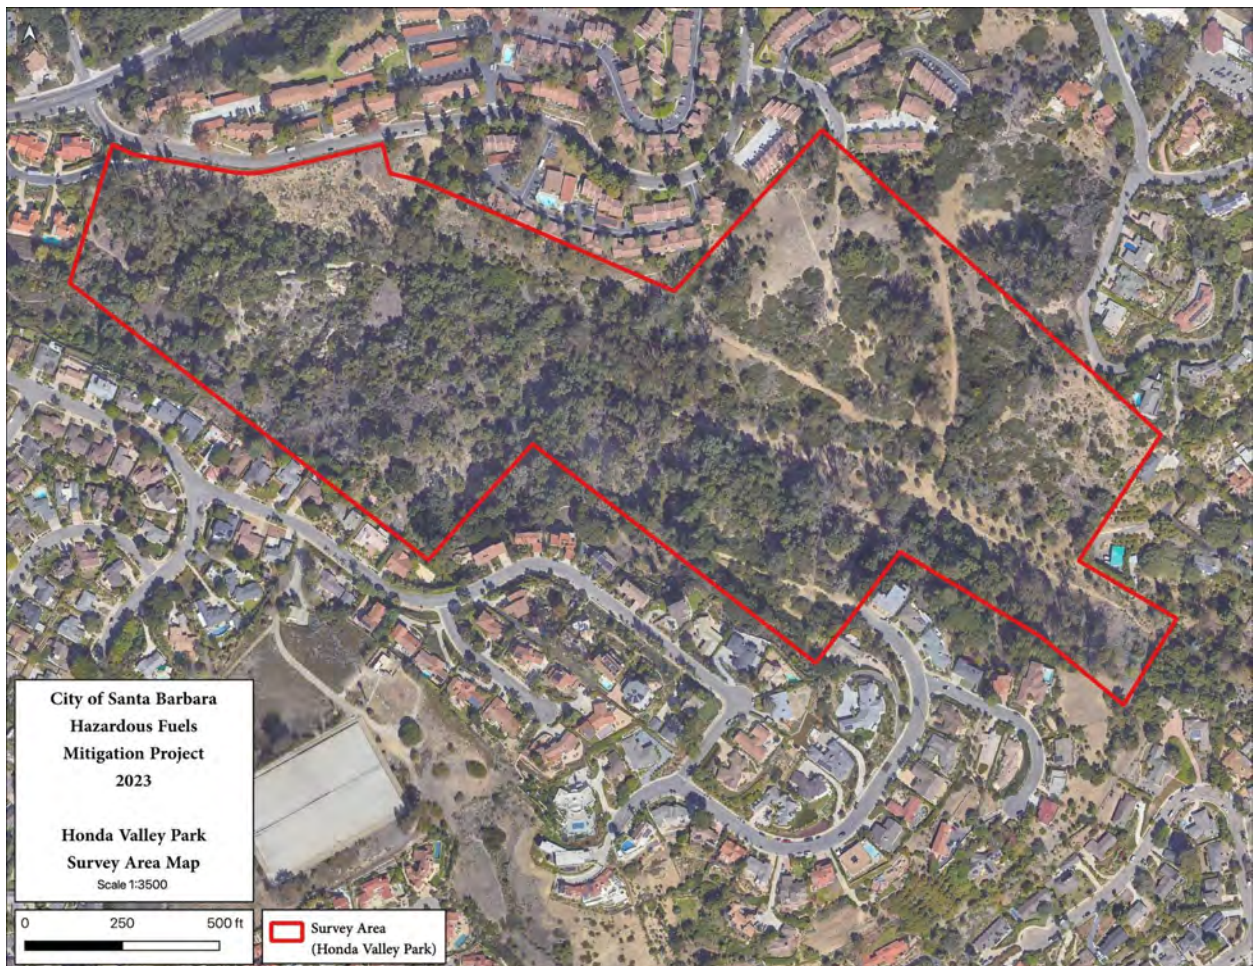 City of Santa Barbara
Hazardous Fuels
Mitigation Project
2023
Honda Valley Park
Survey Area Map
Scale 1:3500
0 250 500 ft
Survey Area
(Honda Valley Park)